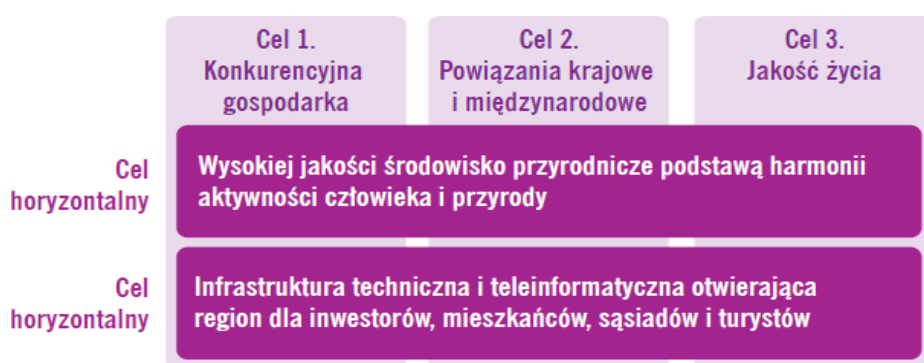 Cel 1.
Konkurencyjna
gospodarka
Cel 2.
Powiązania krajowe
i międzynarodowe
Cel 3.
Jakość życia
Cel
horyzontalny
Wysokiej jakości środowisko przyrodnicze podstawą harmonii
aktywności człowieka i przyrody
Cel
horyzontalny
Infrastruktura techniczna i teleinformatyczna otwierająca
region dla inwestorów, mieszkańców, sąsiadów i turystów